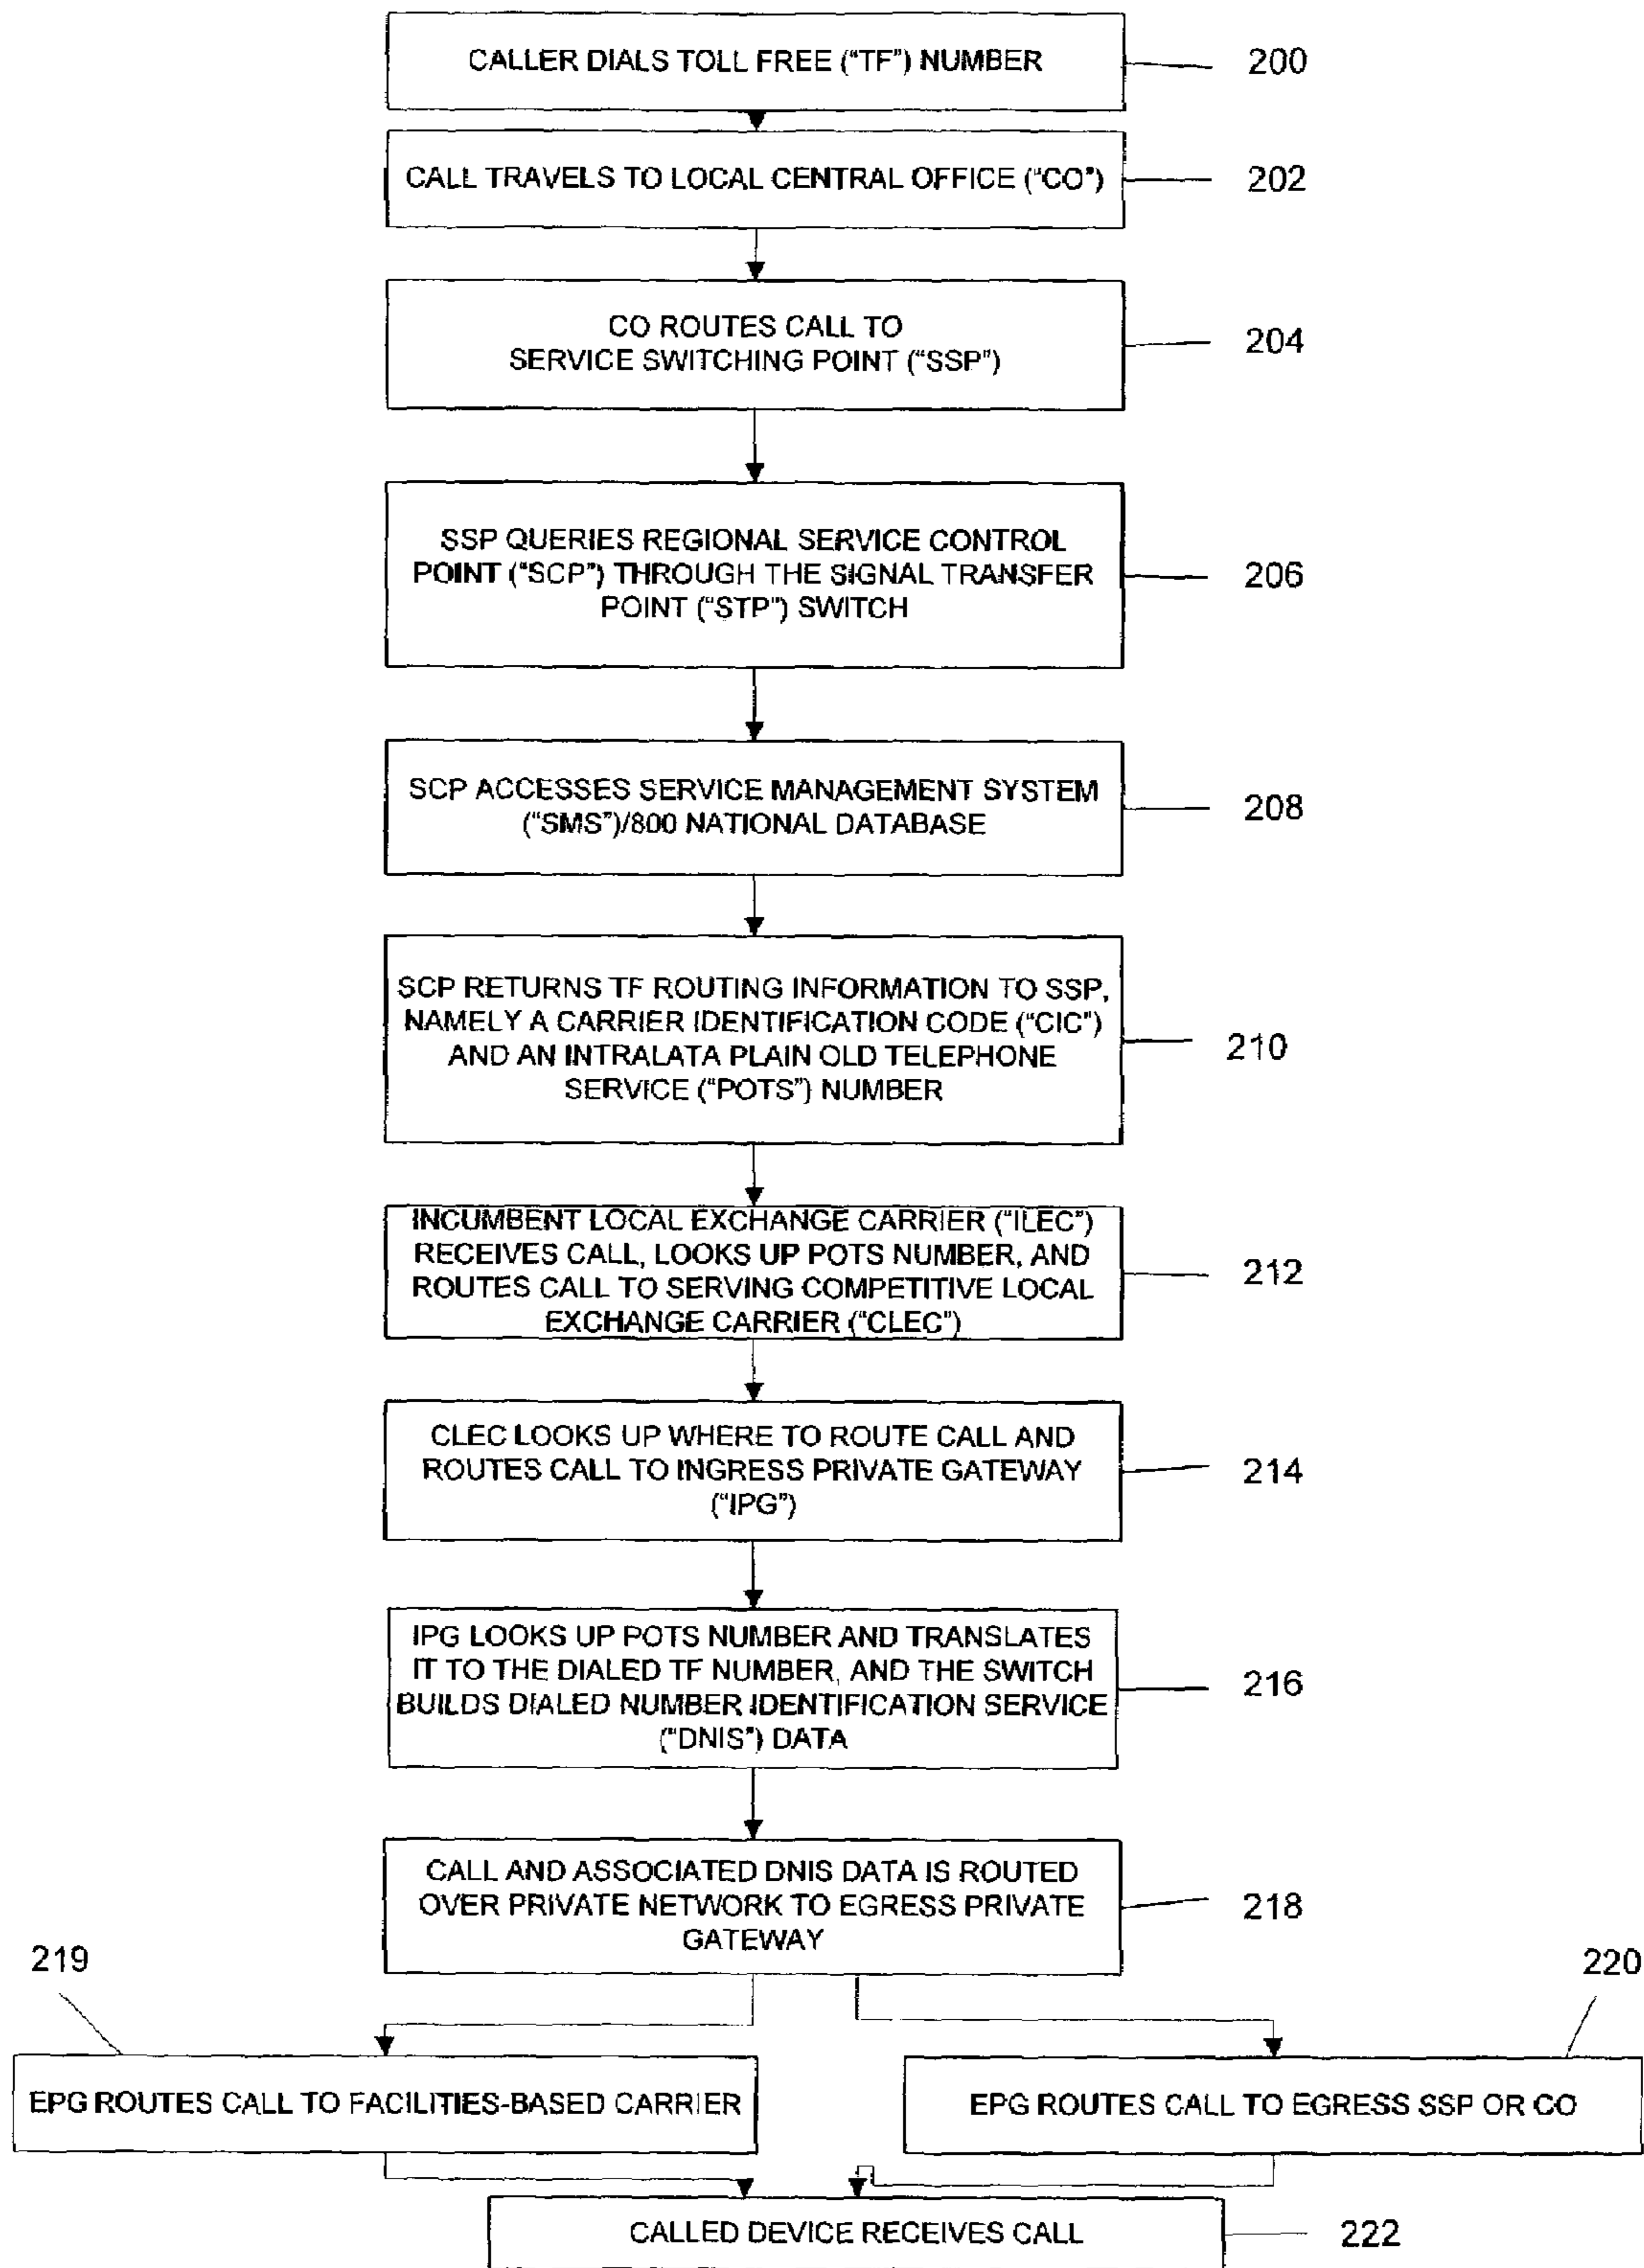 CALLER DIALS TOLL FREE ("TF") NUMBER
200
CALL TRAVELS TO LOCAL CENTRAL OFFICE ("CO")
202
CO ROUTES CALL TO
SERVICE SWITCHING POINT ("SSP")
204
SSP QUERIES REGIONAL SERVICE CONTROL
POINT ("SCP") THROUGH THE SIGNAL TRANSFER
POINT ("STP") SWITCH
206
SCP ACCESSES SERVICE MANAGEMENT SYSTEM
("SMS")/800 NATIONAL DATABASE
208
SCP RETURNS TF ROUTING INFORMATION TO SSP,
NAMELY A CARRIER IDENTIFICATION CODE ("CIC")
AND AN INTRALATA PLAIN OLD TELEPHONE
SERVICE ("POTS") NUMBER
210
INCUMBENT LOCAL EXCHANGE CARRIER ("ILEC")
RECEIVES CALL, LOOKS UP POTS NUMBER, AND
ROUTES CALL TO SERVING COMPETITIVE LOCAL
EXCHANGE CARRIER ("CLEC")
212
CLEC LOOKS UP WHERE TO ROUTE CALL AND
ROUTES CALL TO INGRESS PRIVATE GATEWAY
("IPG")
214
IPG LOOKS UP POTS NUMBER AND TRANSLATES
IT TO THE DIALED TF NUMBER, AND THE SWITCH
BUILDS DIALED NUMBER IDENTIFICATION SERVICE
("DNIS") DATA
216
CALL AND ASSOCIATED DNIS DATA IS ROUTED
OVER PRIVATE NETWORK TO EGRESS PRIVATE
GATEWAY
218
219
220
EPG ROUTES CALL TO FACILITIES-BASED CARRIER
EPG ROUTES CALL TO EGRESS SSP OR CO
CALLED DEVICE RECEIVES CALL
222